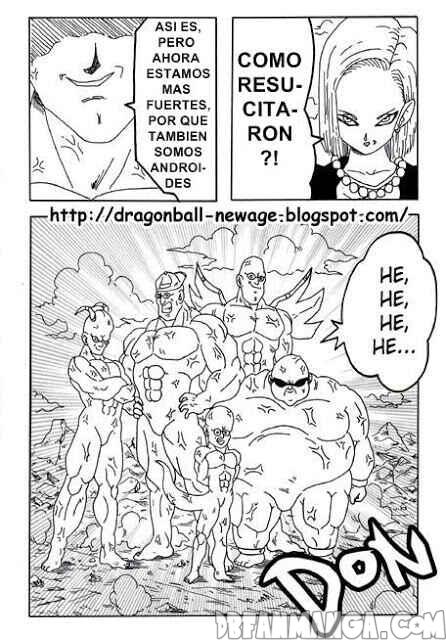 ASI ES,
PERO
AHORA
ESTAMOS
MAS
FUERTES,
POR QUE
TAMBIEN
SOMOS
ANDROI-
DES
COMO
RESU-
CITA-
RON
?!
http://dragonball-newage.blogspot.com/
HE,
HE,
HE,
HE...
DON
DBFANMANGA.COM